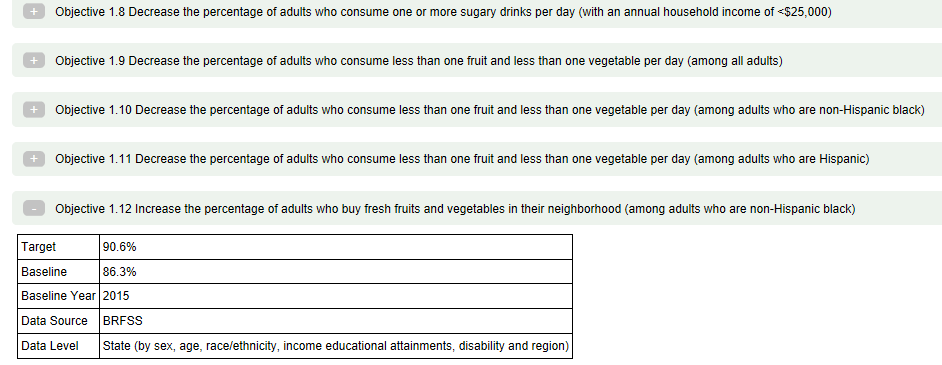 + Objective 1.8 Decrease the percentage of adults who consume one or more sugary drinks per day (with an annual household income of <$25,000)
+ Objective 1.9 Decrease the percentage of adults who consume less than one fruit and less than one vegetable per day (among all adults)
+ Objective 1.10 Decrease the percentage of adults who consume less than one fruit and less than one vegetable per day (among adults who are non-Hispanic black)
+ Objective 1.11 Decrease the percentage of adults who consume less than one fruit and less than one vegetable per day (among adults who are Hispanic)
- Objective 1.12 Increase the percentage of adults who buy fresh fruits and vegetables in their neighborhood (among adults who are non-Hispanic black)
Target 90.6%
Baseline 86.3%
Baseline Year 2015
Data Source BRFSS
Data Level State (by sex, age, race/ethnicity, income educational attainments, disability and region)